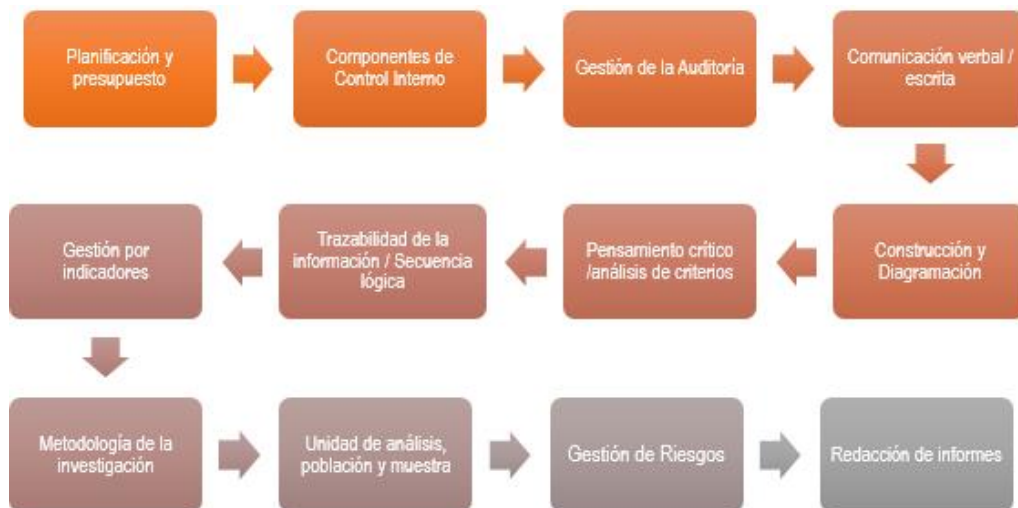 Planificación y
presupuesto
Componentes de
Control Interno
Gestión de la Auditoría
Comunicación verbal /
escrita
Construcción y
Diagramación
Pensamiento crítico
/análisis de criterios
Trazabilidad de la
información / Secuencia
lógica
Gestión por
indicadores
Metodología de la
investigación
Unidad de análisis,
población y muestra
Gestión de Riesgos
Redacción de informes